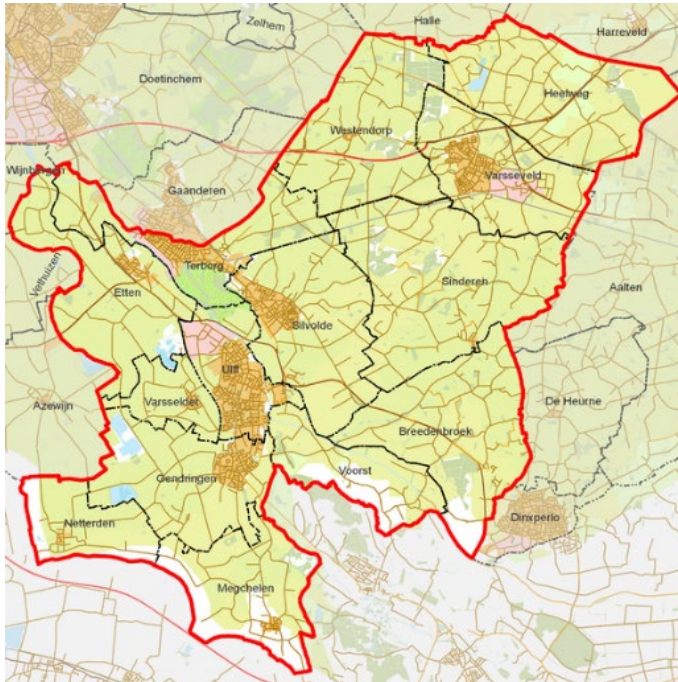 Zelhem
Halle
Harreveld
Doetinchem
Heelweg
Westendorp
Wijnbergen
Varsseveld
Gaanderen
Vethuizen
Terborg
Sinderen
Aalten
Etten
Silvolde
Ulft
Azewijn
Varsselder
De Heurne
Breedenbroek
Voorst
Gendringen
Netterden
Dinxperlo
Megchelen